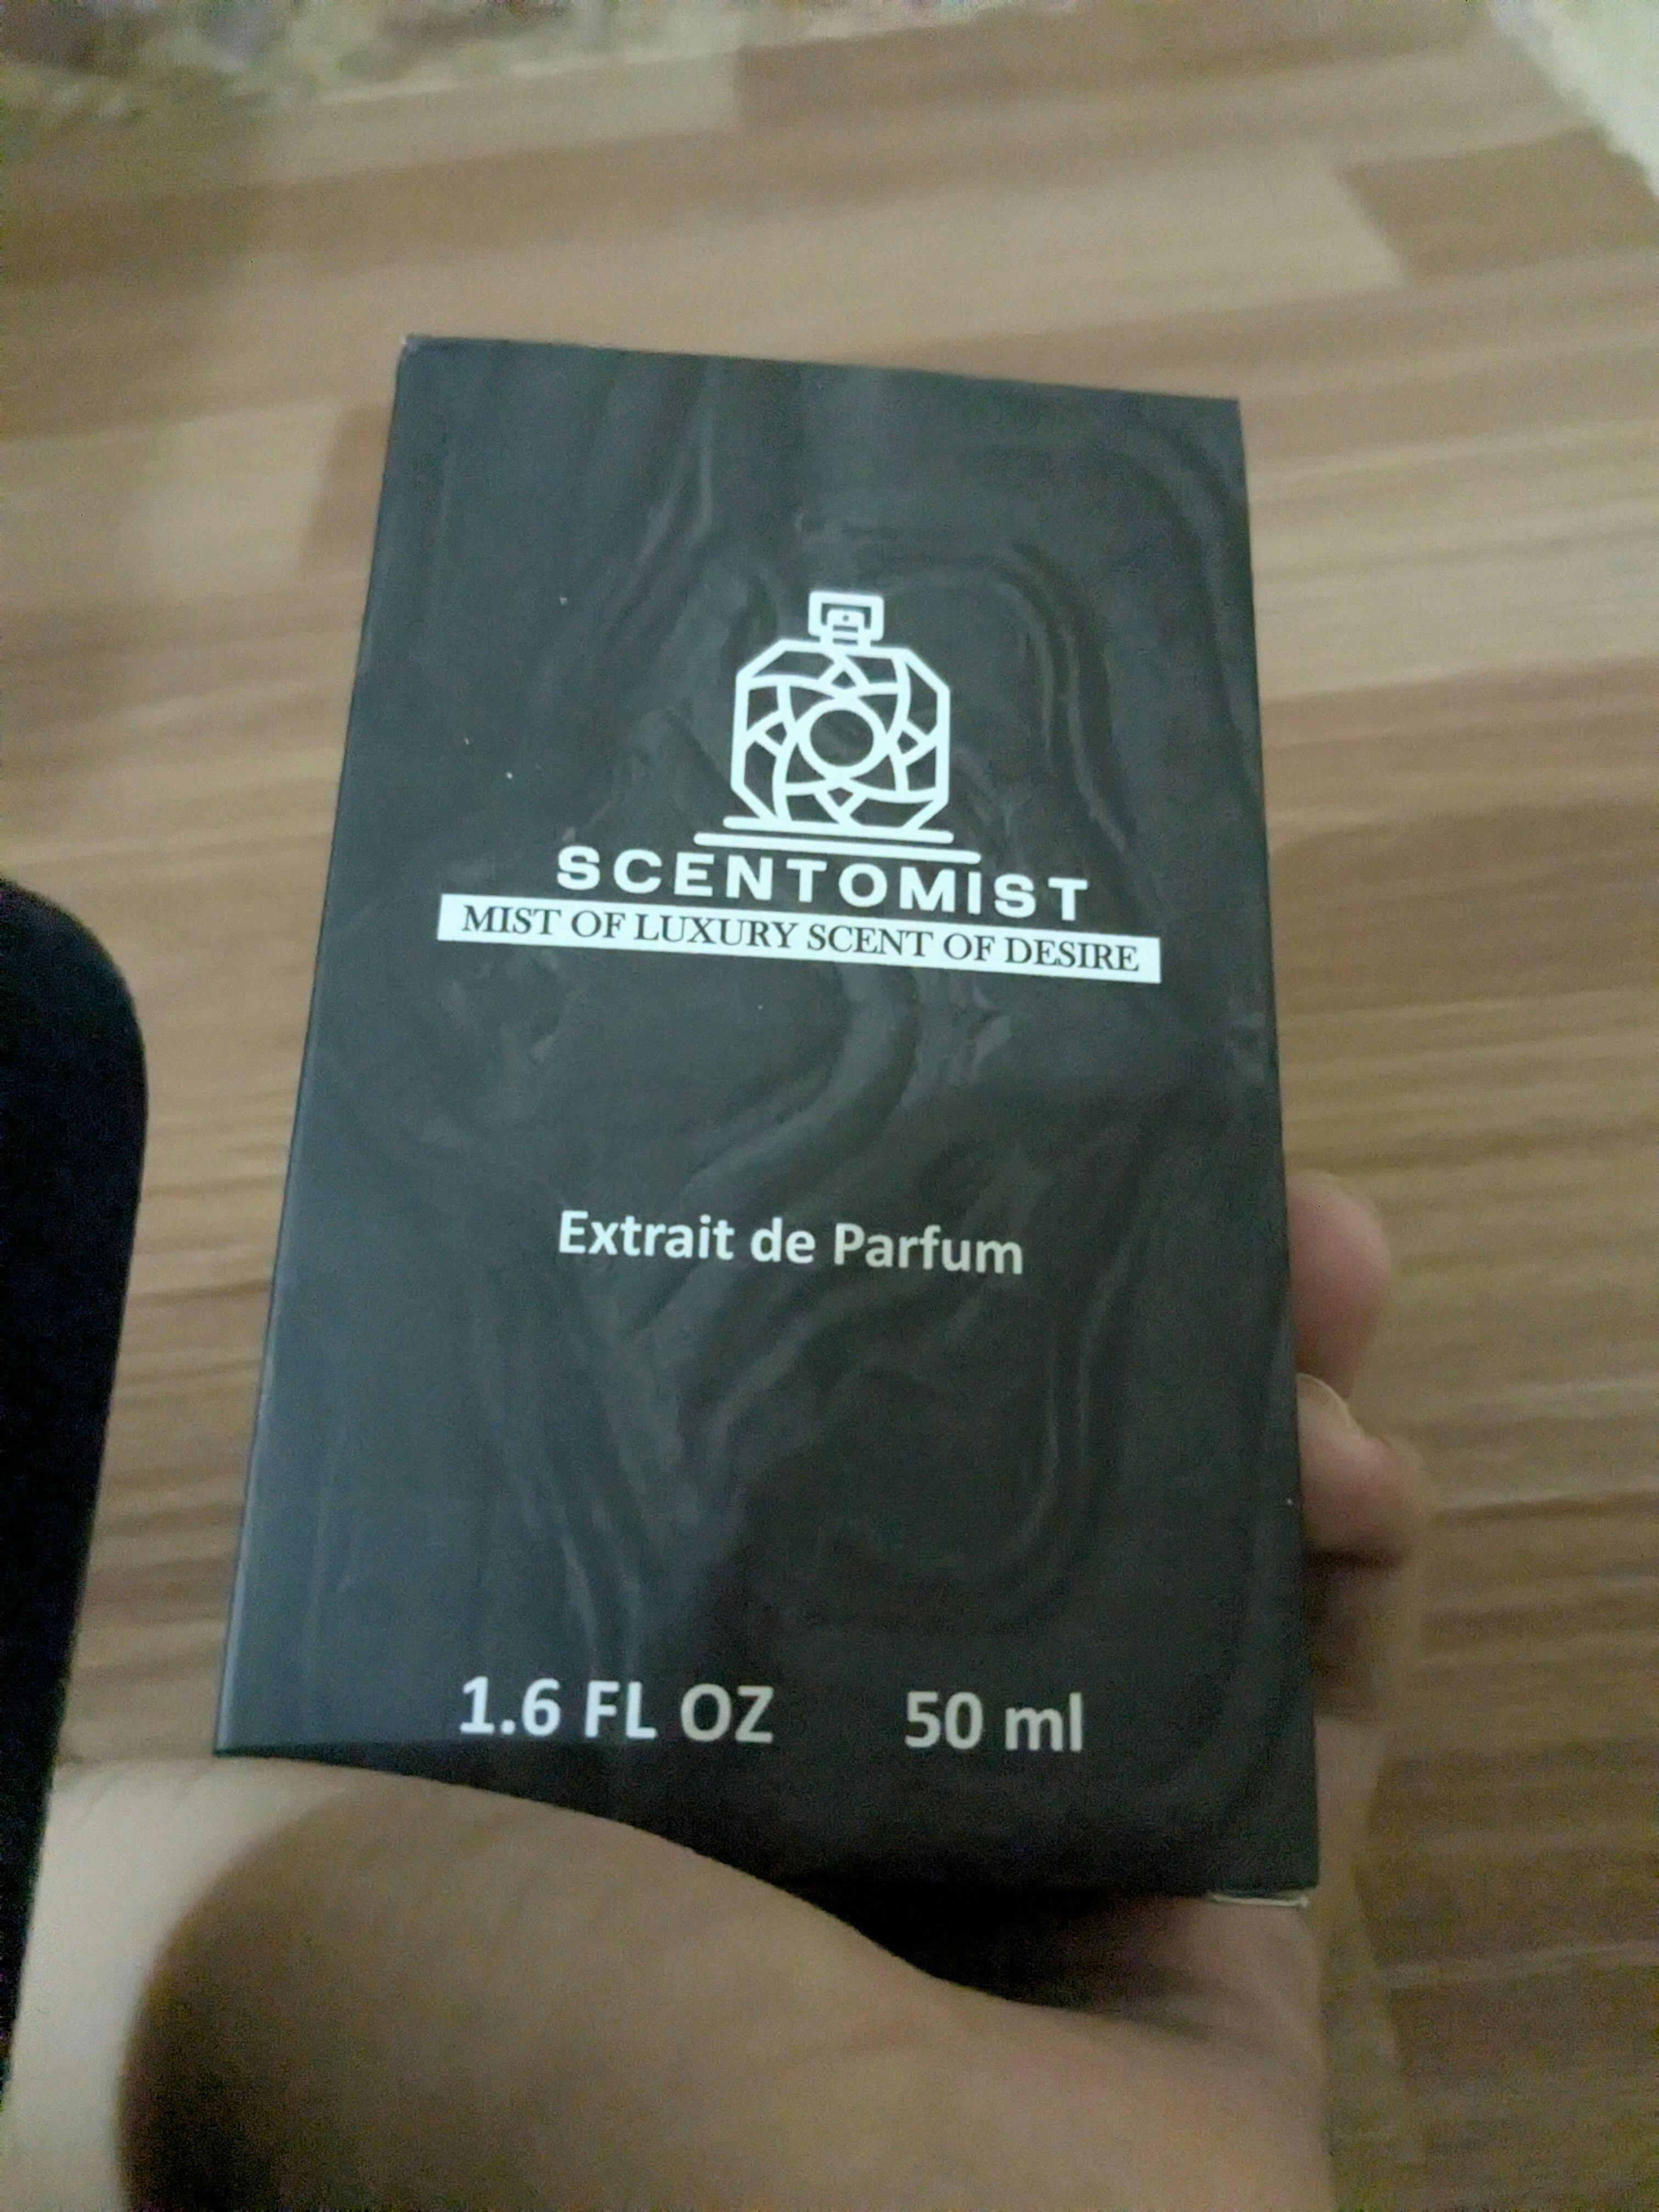 SCENTOMIST
MIST OF LUXURY SCENT OF DESIRE
Extrait de Parfum
1.6 FL OZ 50 ml